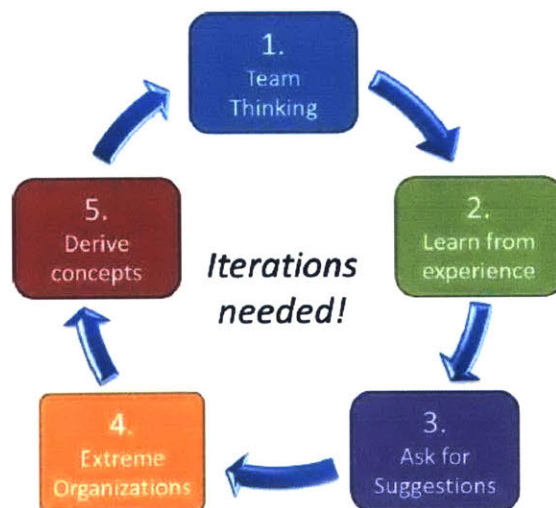 1.
Team
Thinking
2.
Learn from
experience
3.
Ask for
Suggestions
4.
Extreme
Organizations
5.
Derive
concepts
Iterations
needed!